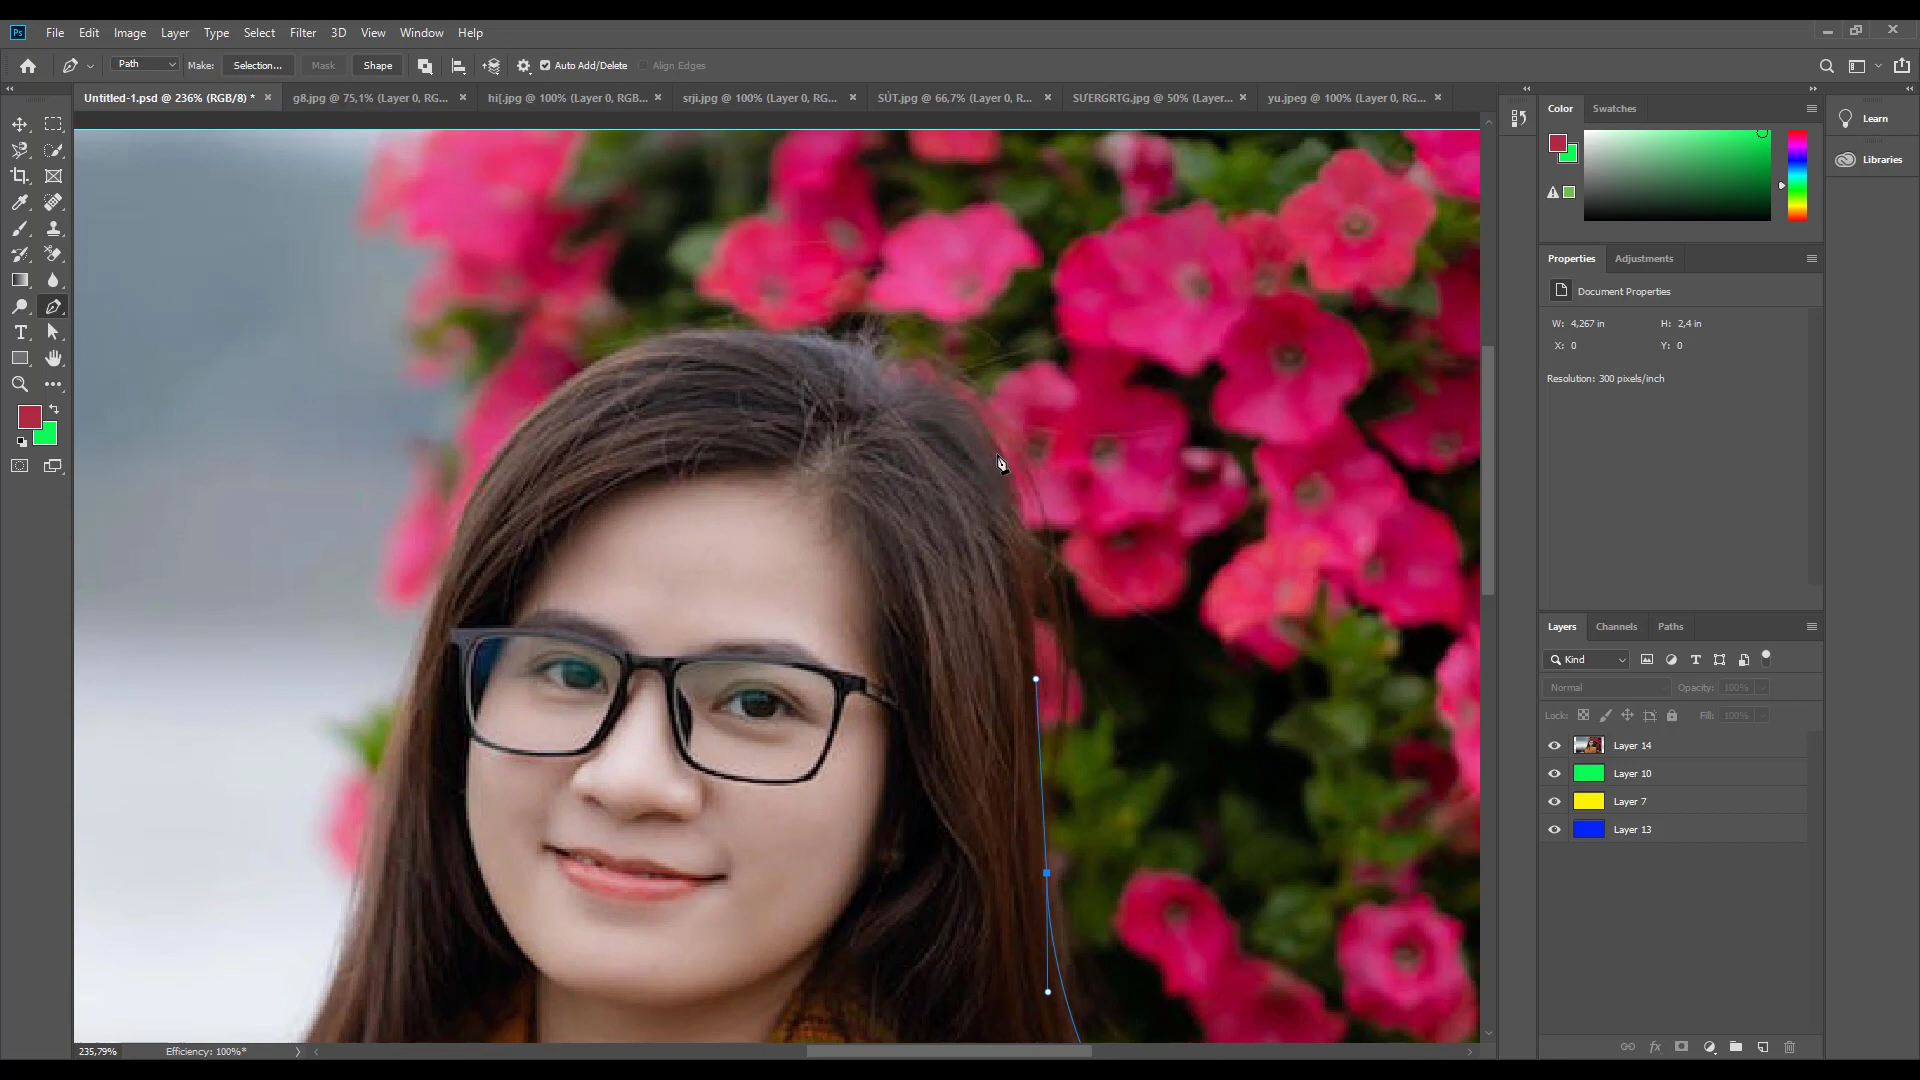 Ps File Edit Image Layer Type Select Filter 3D View Window Help
Path Make: Selection... Mask Shape Auto Add/Delete Align Edges
Untitled-1.psd @ 236% (RGB/8) * g8.jpg @ 75,1% (Layer 0, RG... hi[.jpg @ 100% (Layer 0, RGB... srji.jpg @ 100% (Layer 0, RG... SÚT.jpg @ 66,7% (Layer 0, R... SƯERGRTG.jpg @ 50% (Layer... yu.jpeg @ 100% (Layer 0, RG...
Color Swatches
Learn
Libraries
Properties Adjustments
Document Properties
W: 4,267 in H: 2,4 in
X: 0 Y: 0
Resolution: 300 pixels/inch
Layers Channels Paths
Kind
Normal Opacity: 100%
Lock: Fill: 100%
Layer 14
Layer 10
Layer 7
Layer 13
fx
235,79% Efficiency: 100%*